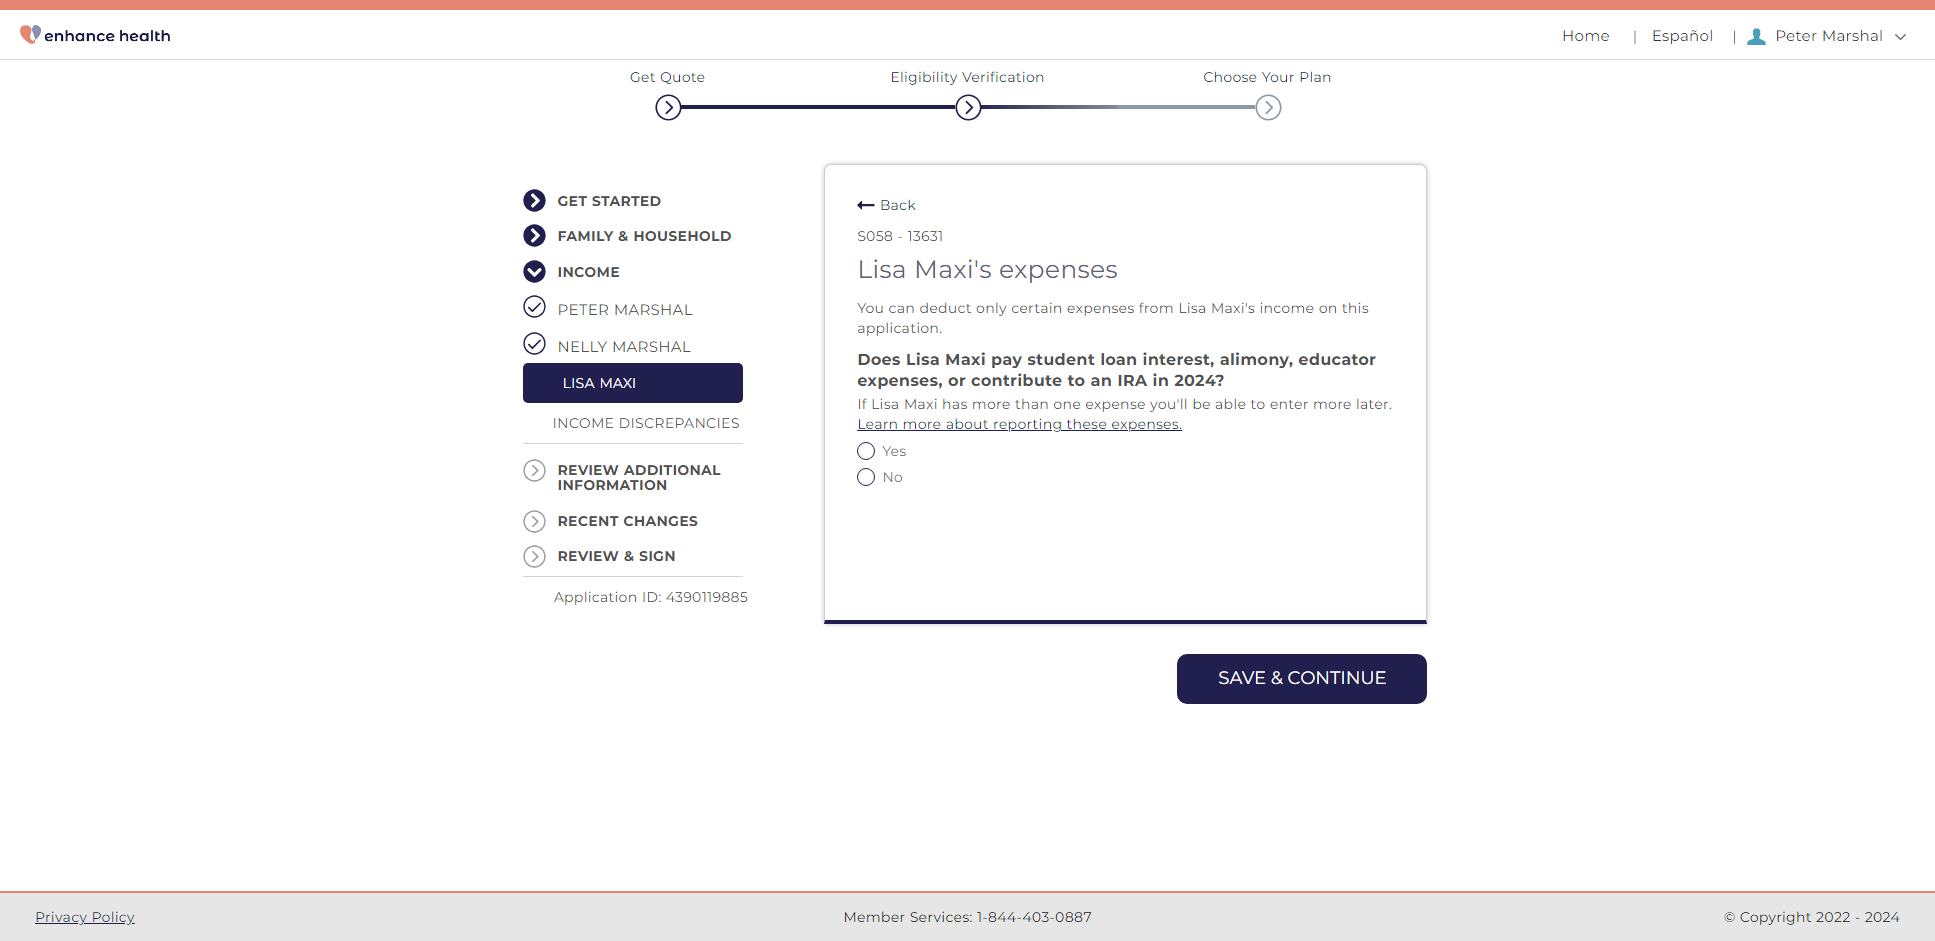 enhance health
Home | Español | Peter Marshal
Get Quote
Eligibility Verification
Choose Your Plan
GET STARTED
FAMILY & HOUSEHOLD
INCOME
PETER MARSHAL
NELLY MARSHAL
LISA MAXI
INCOME DISCREPANCIES
REVIEW ADDITIONAL
INFORMATION
RECENT CHANGES
REVIEW & SIGN
Application ID: 4390119885
Back
S058 - 13631
Lisa Maxi's expenses
You can deduct only certain expenses from Lisa Maxi's income on this
application.
Does Lisa Maxi pay student loan interest, alimony, educator
expenses, or contribute to an IRA in 2024?
If Lisa Maxi has more than one expense you'll be able to enter more later.
Learn more about reporting these expenses.
Yes
No
SAVE & CONTINUE
Privacy Policy
Member Services: 1-844-403-0887
© Copyright 2022 - 2024